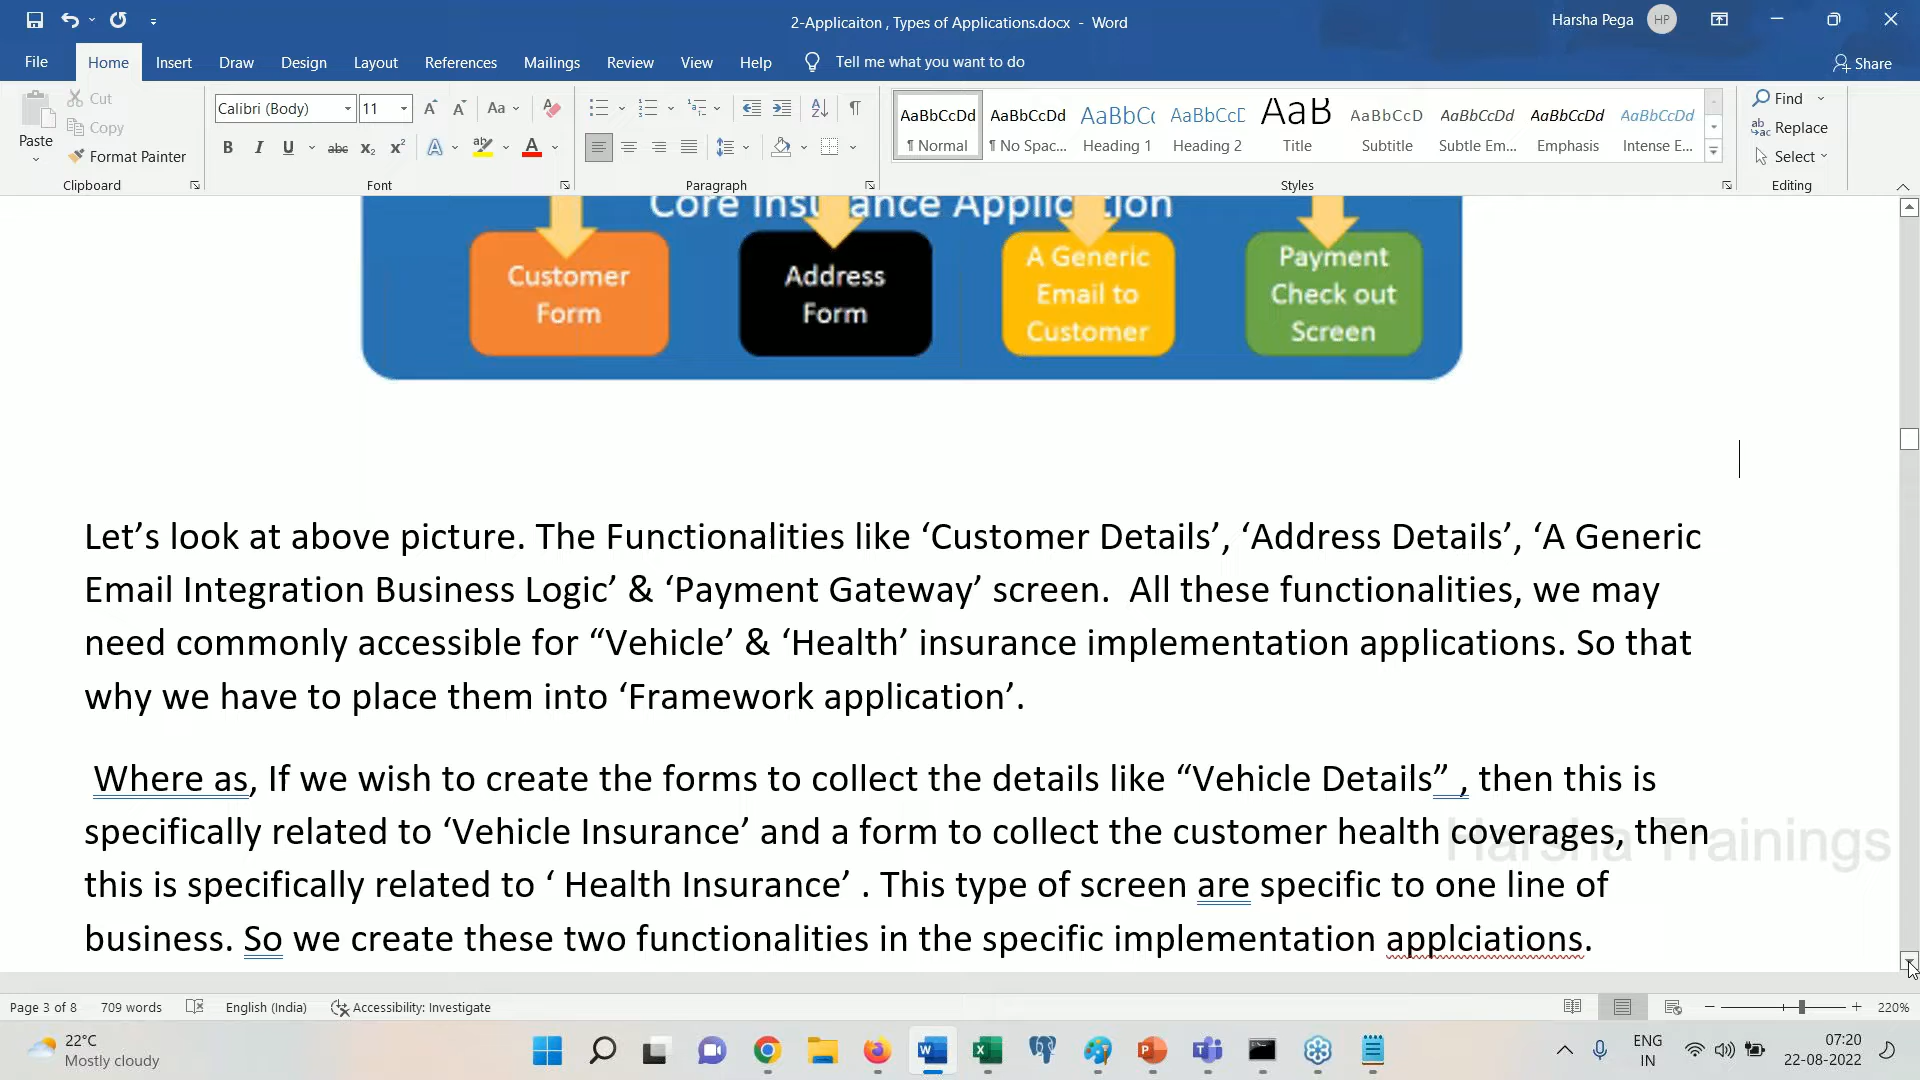 2-Applicaiton , Types of Applications.docx - Word
Harsha Pega
HP
File
Home
Insert
Draw
Design
Layout
References
Mailings
Review
View
Help
Tell me what you want to do
Share
Paste
Cut
Copy
Format Painter
Clipboard
Calibri (Body)
11
Aa
B I U abc x₂ x² A A
Font
Paragraph
AaBbCcDd
¶ Normal
AaBbCcDd
¶ No Spac...
AaBbCc
Heading 1
AaBbCcD
Heading 2
AaB
Title
AaBbCcD
Subtitle
AaBbCcDd
Subtle Em...
AaBbCcDd
Emphasis
AaBbCcDd
Intense E...
Styles
Find
Replace
Select
Editing
Core Insurance Application
Customer
Form
Address
Form
A Generic
Email to
Customer
Payment
Check out
Screen
Let’s look at above picture. The Functionalities like ‘Customer Details’, ‘Address Details’, ‘A Generic
Email Integration Business Logic’ & ‘Payment Gateway’ screen.  All these functionalities, we may
need commonly accessible for “Vehicle’ & ‘Health’ insurance implementation applications. So that
why we have to place them into ‘Framework application’.
Where as, If we wish to create the forms to collect the details like “Vehicle Details” , then this is
specifically related to ‘Vehicle Insurance’ and a form to collect the customer health coverages, then
this is specifically related to ‘ Health Insurance’ . This type of screen are specific to one line of
business. So we create these two functionalities in the specific implementation applciations.
Harsha Trainings
Page 3 of 8
709 words
English (India)
Accessibility: Investigate
220%
22°C
Mostly cloudy
ENG
IN
07:20
22-08-2022